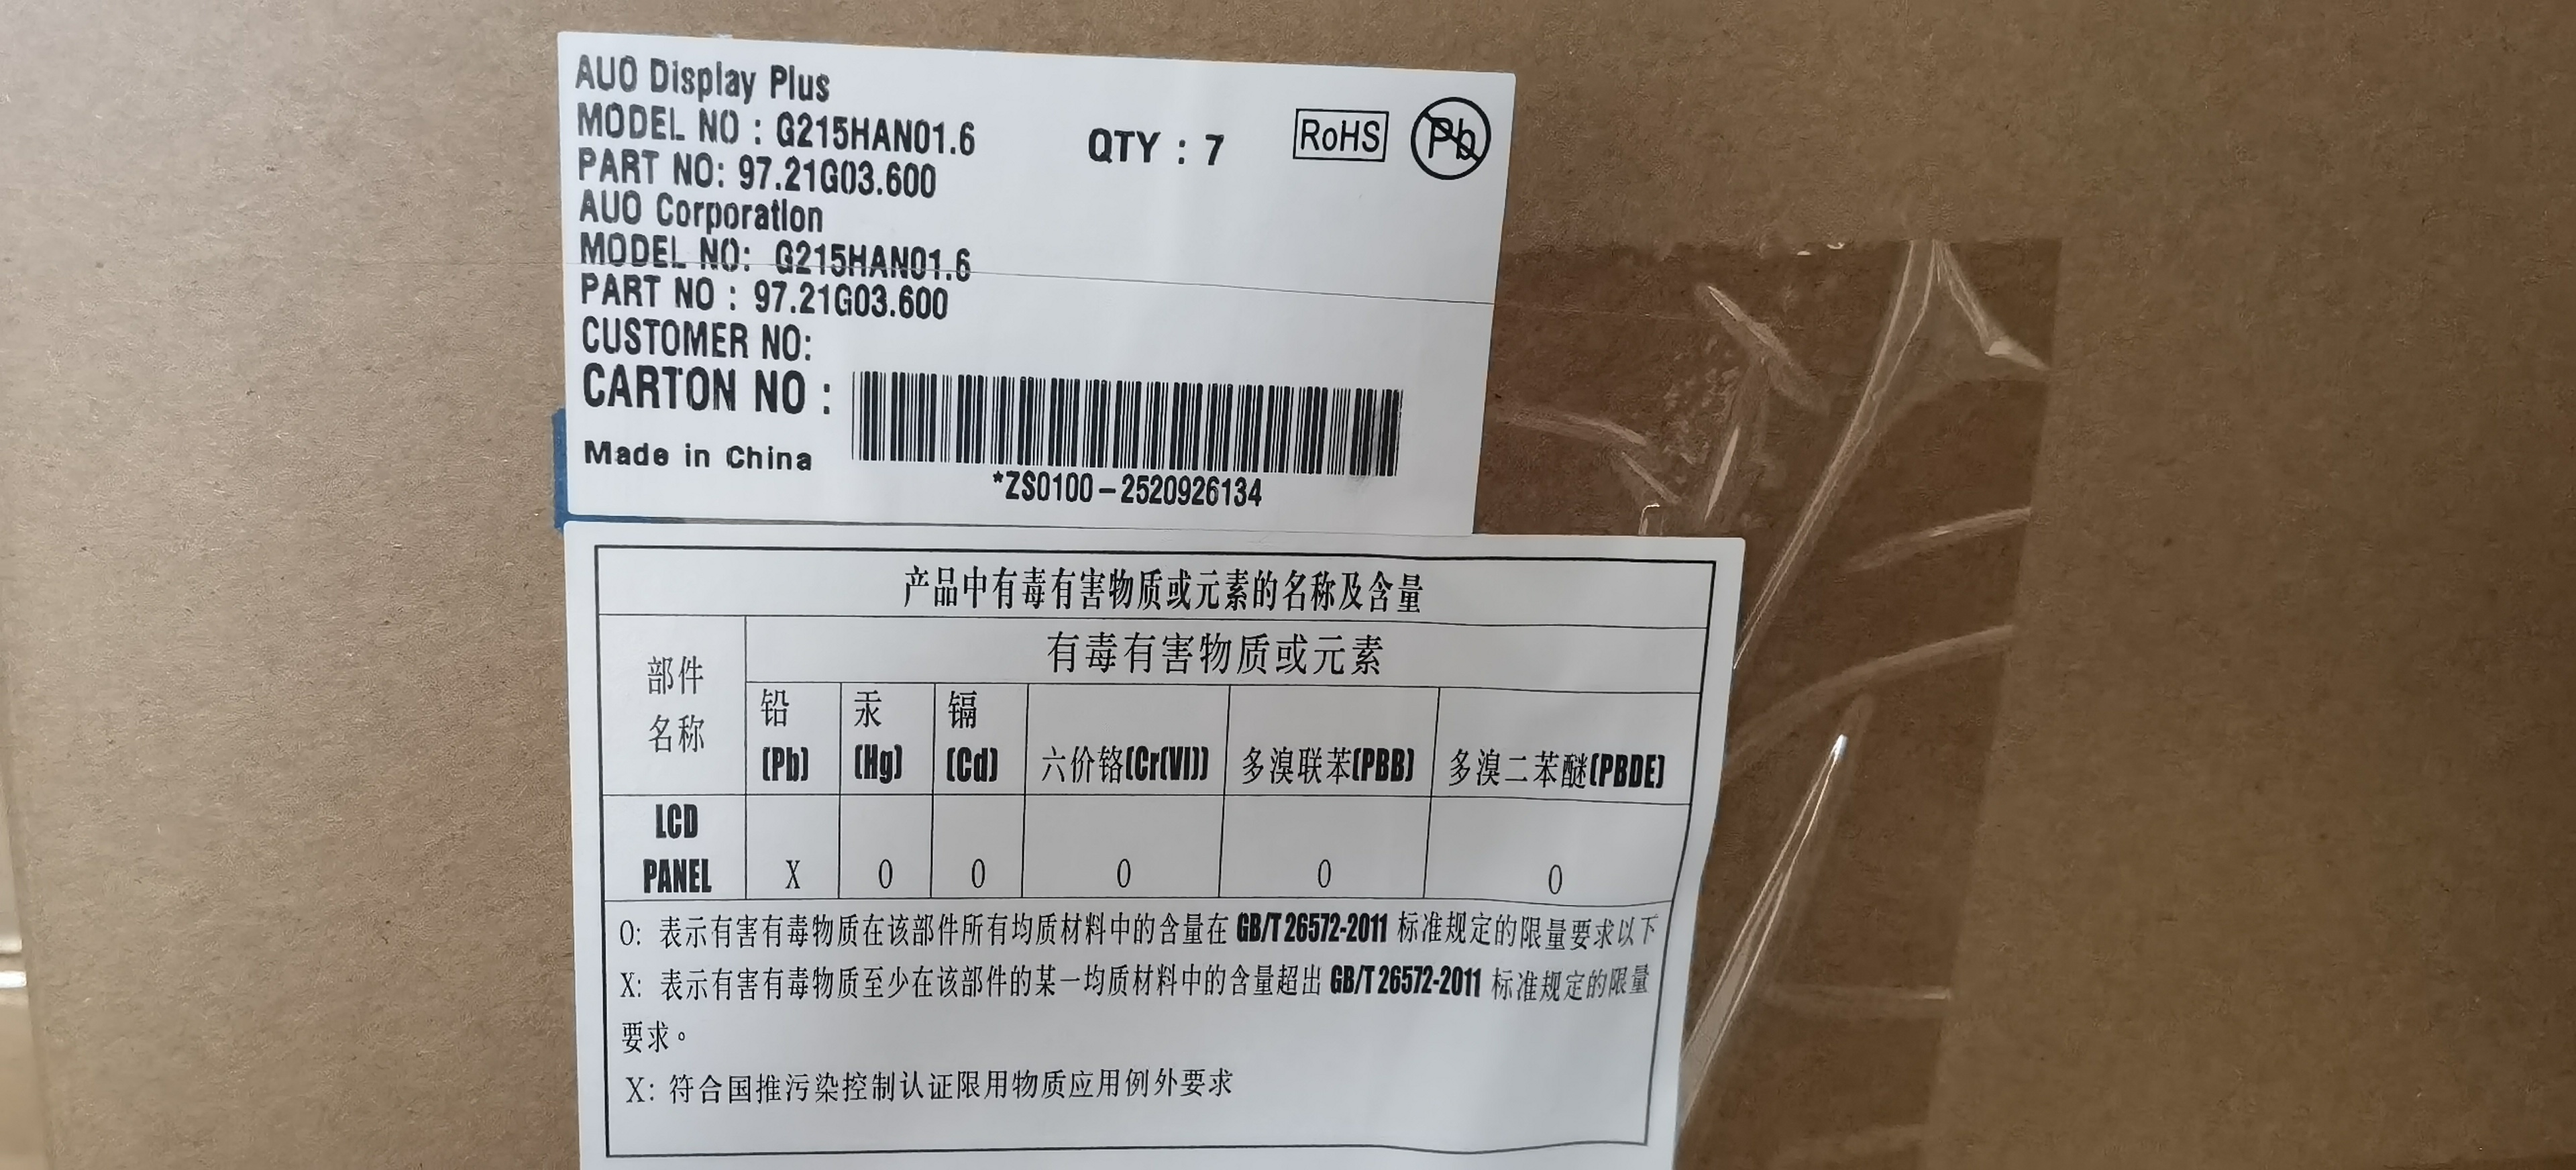 AUO Display Plus
MODEL NO : G215HAN01.6
QTY : 7
RoHS
Pb
PART NO: 97.21G03.600
AUO Corporation
MODEL NO: G215HAN01.6
PART NO : 97.21G03.600
CUSTOMER NO:
CARTON NO :
Made in China
*ZS0100-2520926134
产品中有毒有害物质或元素的名称及含量
部件名称
有毒有害物质或元素
铅(Pb)
汞(Hg)
镉(Cd)
六价铬(Cr(VI))
多溴联苯(PBB)
多溴二苯醚(PBDE)
LCD PANEL
X O O O O O
O: 表示有害有毒物质在该部件所有均质材料中的含量在 GB/T 26572-2011 标准规定的限量要求以下
X: 表示有害有毒物质至少在该部件的某一均质材料中的含量超出 GB/T 26572-2011 标准规定的限量
要求。
X: 符合国推污染控制认证限用物质应用例外要求